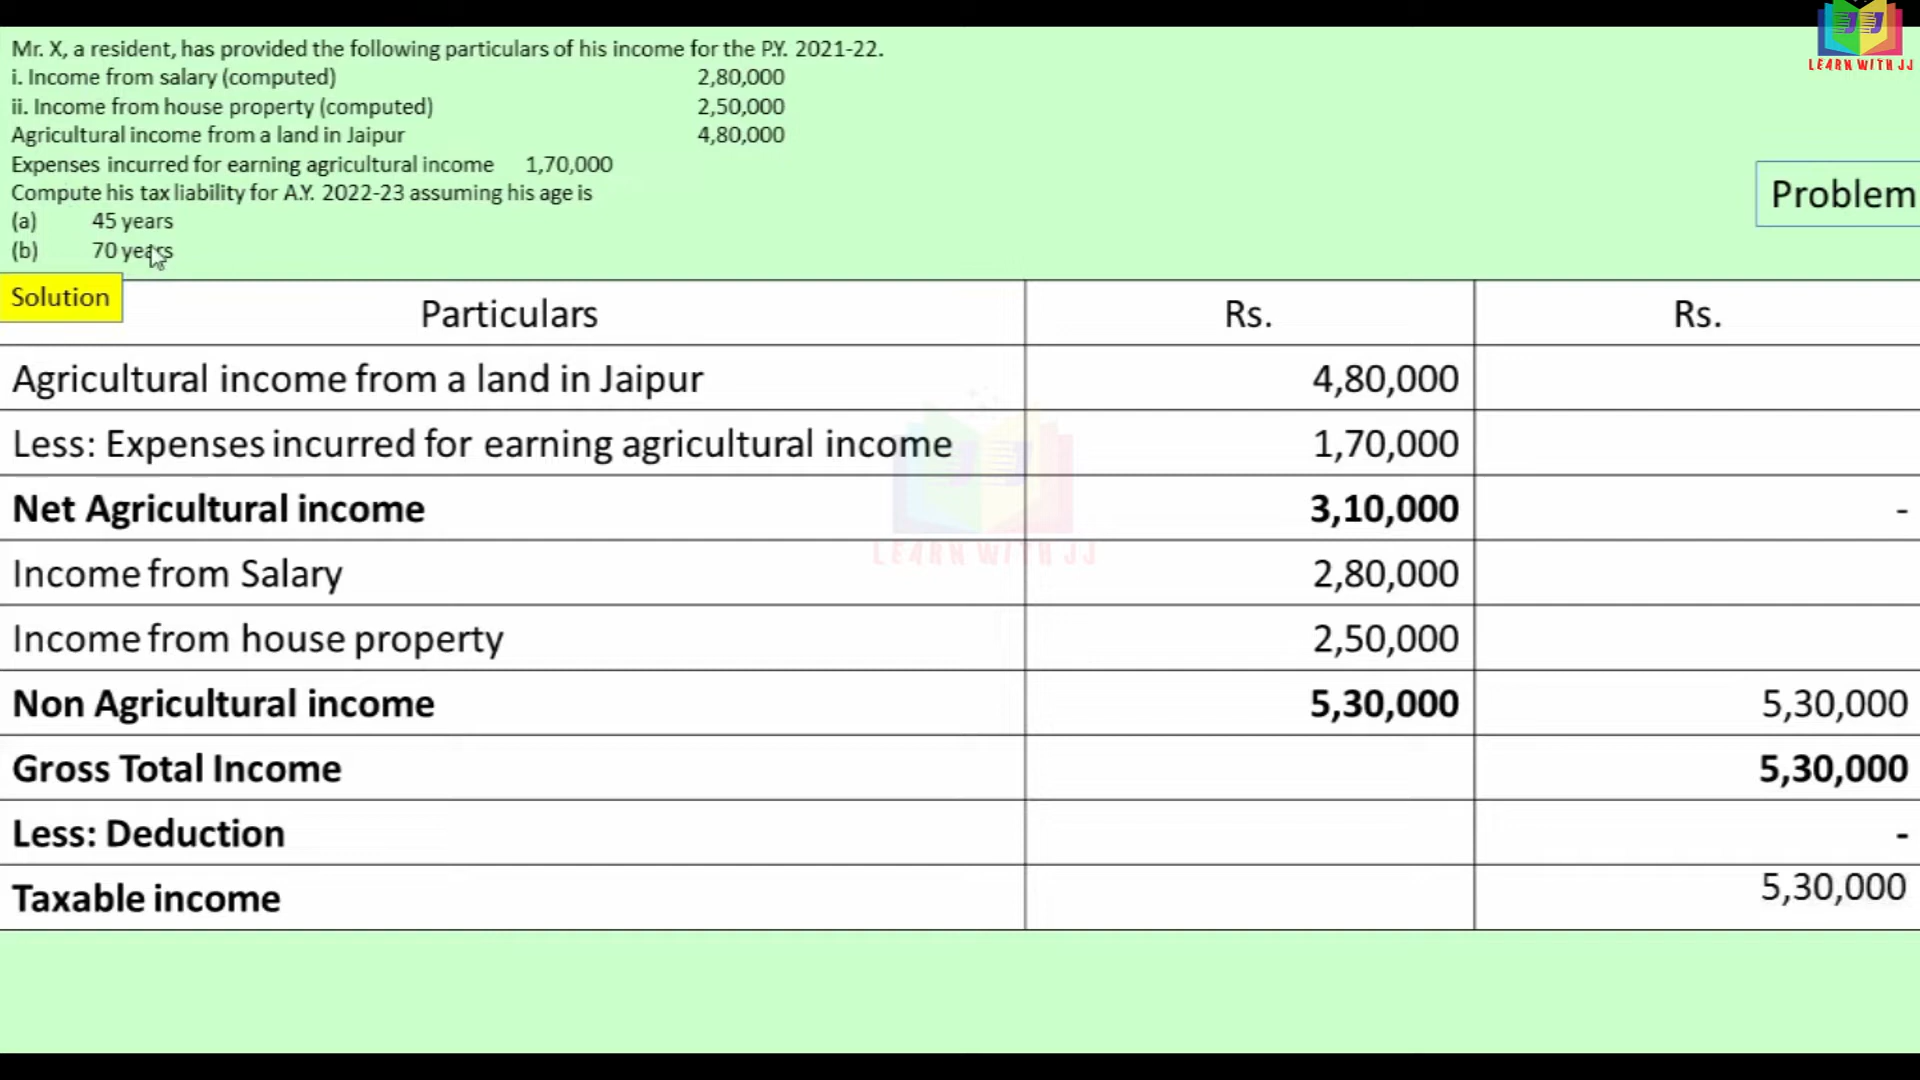 LEARN WITH JJ
Mr. X, a resident, has provided the following particulars of his income for the P.Y. 2021-22.
i. Income from salary (computed) 2,80,000
ii. Income from house property (computed) 2,50,000
Agricultural income from a land in Jaipur 4,80,000
Expenses incurred for earning agricultural income 1,70,000
Compute his tax liability for A.Y. 2022-23 assuming his age is
(a) 45 years
(b) 70 years
Problem
Solution
Particulars Rs. Rs.
Agricultural income from a land in Jaipur 4,80,000
Less: Expenses incurred for earning agricultural income 1,70,000
Net Agricultural income 3,10,000 -
LEARN WITH JJ
Income from Salary 2,80,000
Income from house property 2,50,000
Non Agricultural income 5,30,000 5,30,000
Gross Total Income 5,30,000
Less: Deduction -
Taxable income 5,30,000